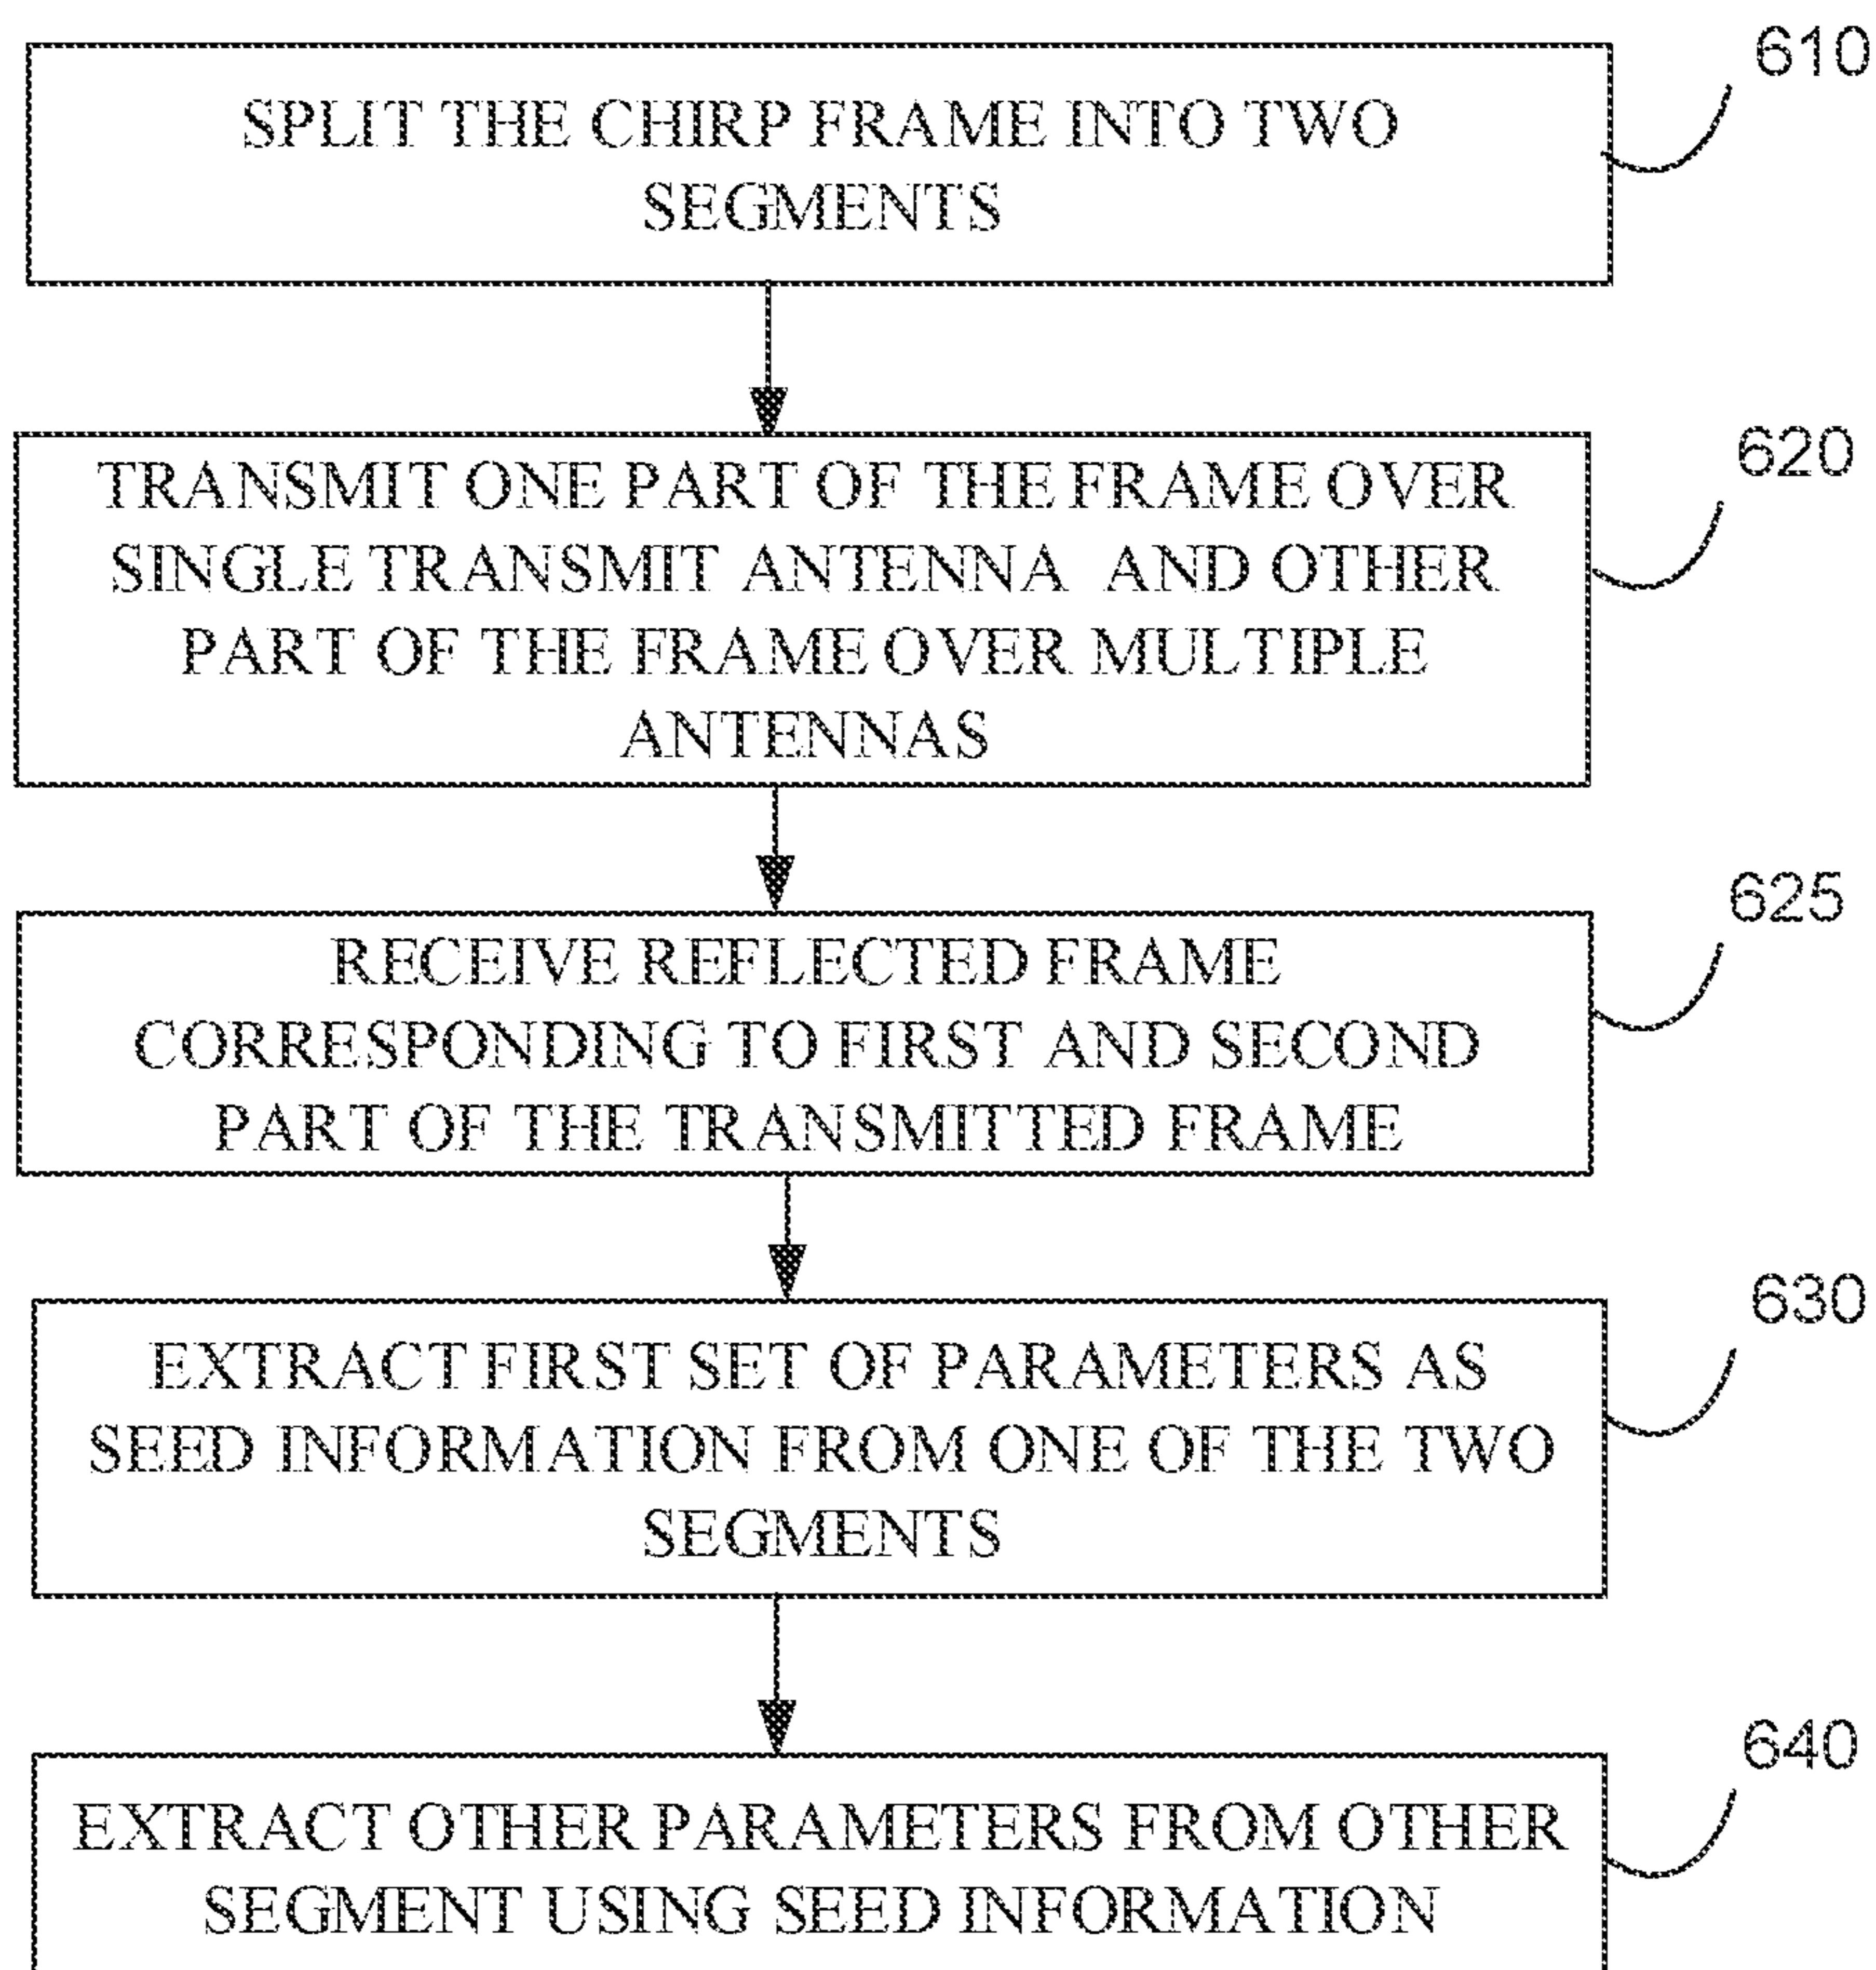 610
SPLIT THE CHIRP FRAME INTO TWO
SEGMENTS
620
TRANSMIT ONE PART OF THE FRAME OVER
SINGLE TRANSMIT ANTENNA AND OTHER
PART OF THE FRAME OVER MULTIPLE
ANTENNAS
625
RECEIVE REFLECTED FRAME
CORRESPONDING TO FIRST AND SECOND
PART OF THE TRANSMITTED FRAME
630
EXTRACT FIRST SET OF PARAMETERS AS
SEED INFORMATION FROM ONE OF THE TWO
SEGMENTS
640
EXTRACT OTHER PARAMETERS FROM OTHER
SEGMENT USING SEED INFORMATION